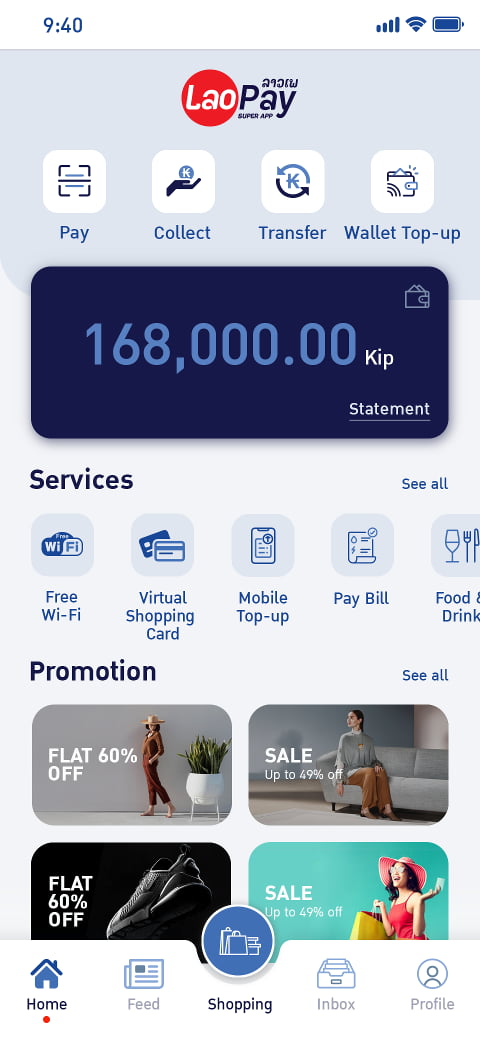 9:40
ລາວເພ
LaoPay
SUPER APP
Pay
Collect
Transfer
Wallet Top-up
168,000.00 Kip
Statement
Services
See all
Free
WiFi
Free
Wi-Fi
Virtual
Shopping
Card
Mobile
Top-up
Pay Bill
Food &
Drink
Promotion
See all
FLAT 60%
OFF
SALE
Up to 49% off
FLAT
60%
OFF
SALE
Up to 49% off
Home
Feed
Shopping
Inbox
Profile